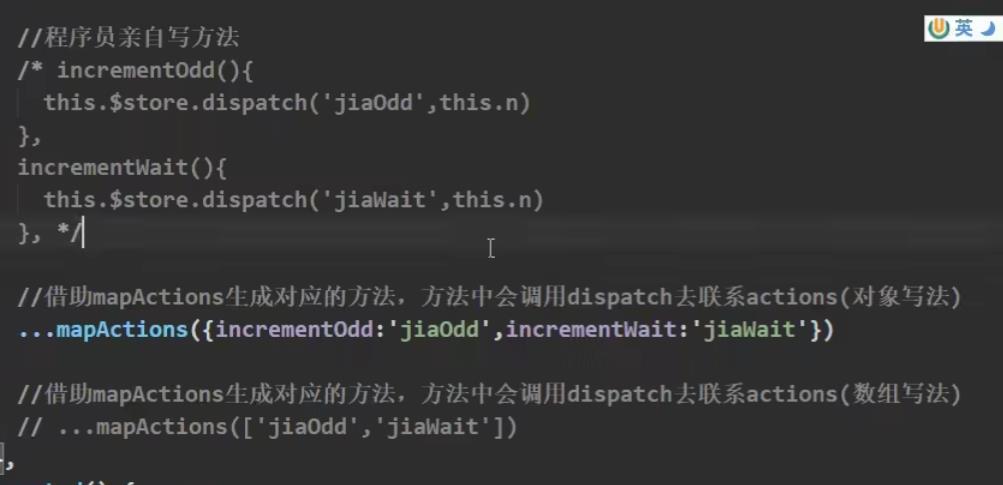 英
//程序员亲自写方法
/* incrementOdd(){
this.$store.dispatch('jiaOdd',this.n)
},
incrementWait(){
this.$store.dispatch('jiaWait',this.n)
}, */
//借助mapActions生成对应的方法，方法中会调用dispatch去联系actions(对象写法)
...mapActions({incrementOdd:'jiaOdd',incrementWait:'jiaWait'})
//借助mapActions生成对应的方法，方法中会调用dispatch去联系actions(数组写法)
// ...mapActions(['jiaOdd','jiaWait'])
},